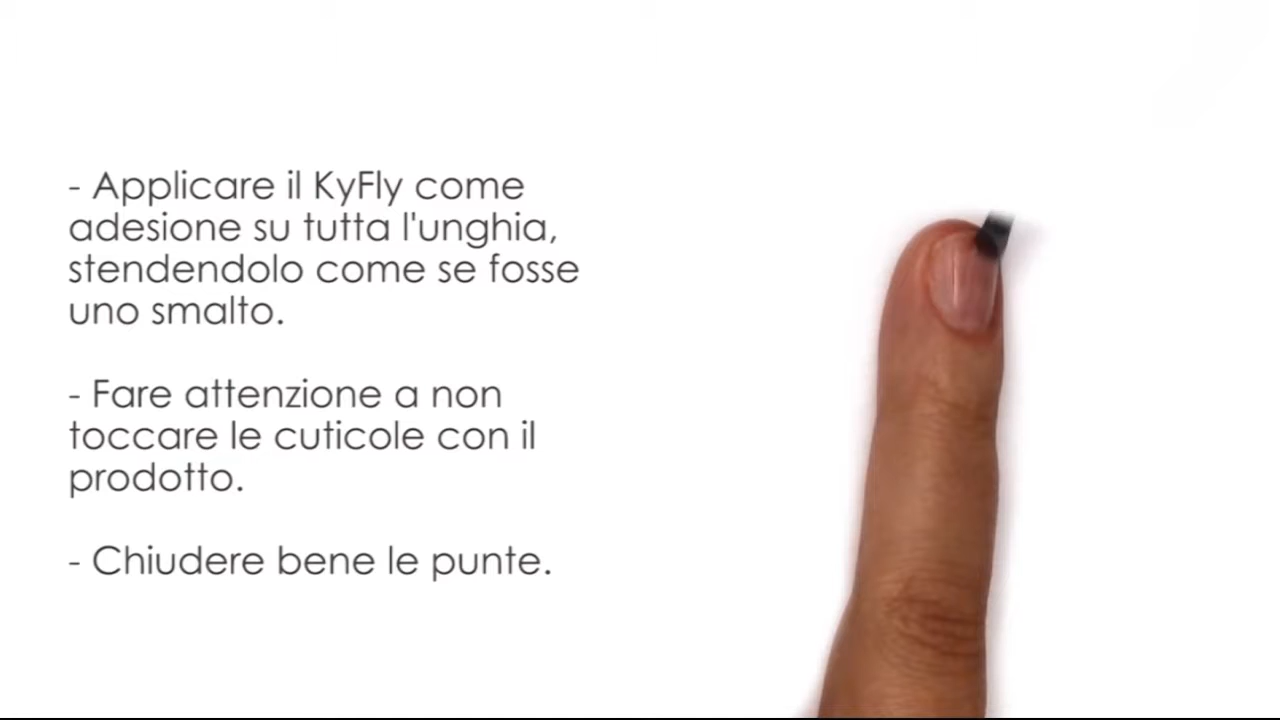 - Applicare il KyFly come
adesione su tutta l'unghia,
stendendolo come se fosse
uno smalto.
- Fare attenzione a non
toccare le cuticole con il
prodotto.
- Chiudere bene le punte.